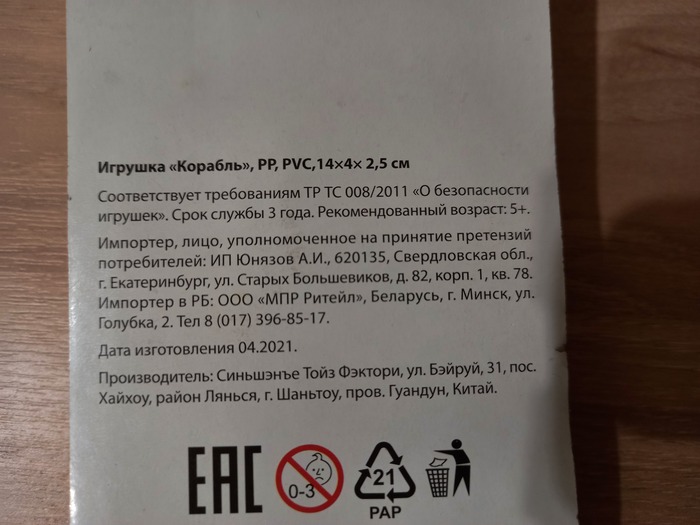 Игрушка «Корабль», PP, PVC,14×4× 2,5 см
Соответствует требованиям ТР ТС 008/2011 «О безопасности
игрушек». Срок службы 3 года. Рекомендованный возраст: 5+.
Импортер, лицо, уполномоченное на принятие претензий
потребителей: ИП Юнязов А.И., 620135, Свердловская обл.,
г. Екатеринбург, ул. Старых Большевиков, д. 82, корп. 1, кв. 78.
Импортер в РБ: ООО «МПР Ритейл», Беларусь, г. Минск, ул.
Голубка, 2. Тел 8 (017) 396-85-17.
Дата изготовления 04.2021.
Производитель: Синьшэнъе Тойз Фэктори, ул. Бэйруй, 31, пос.
Хайхоу, район Лянься, г. Шаньтоу, пров. Гуандун, Китай.
EAC
0-3
21
PAP